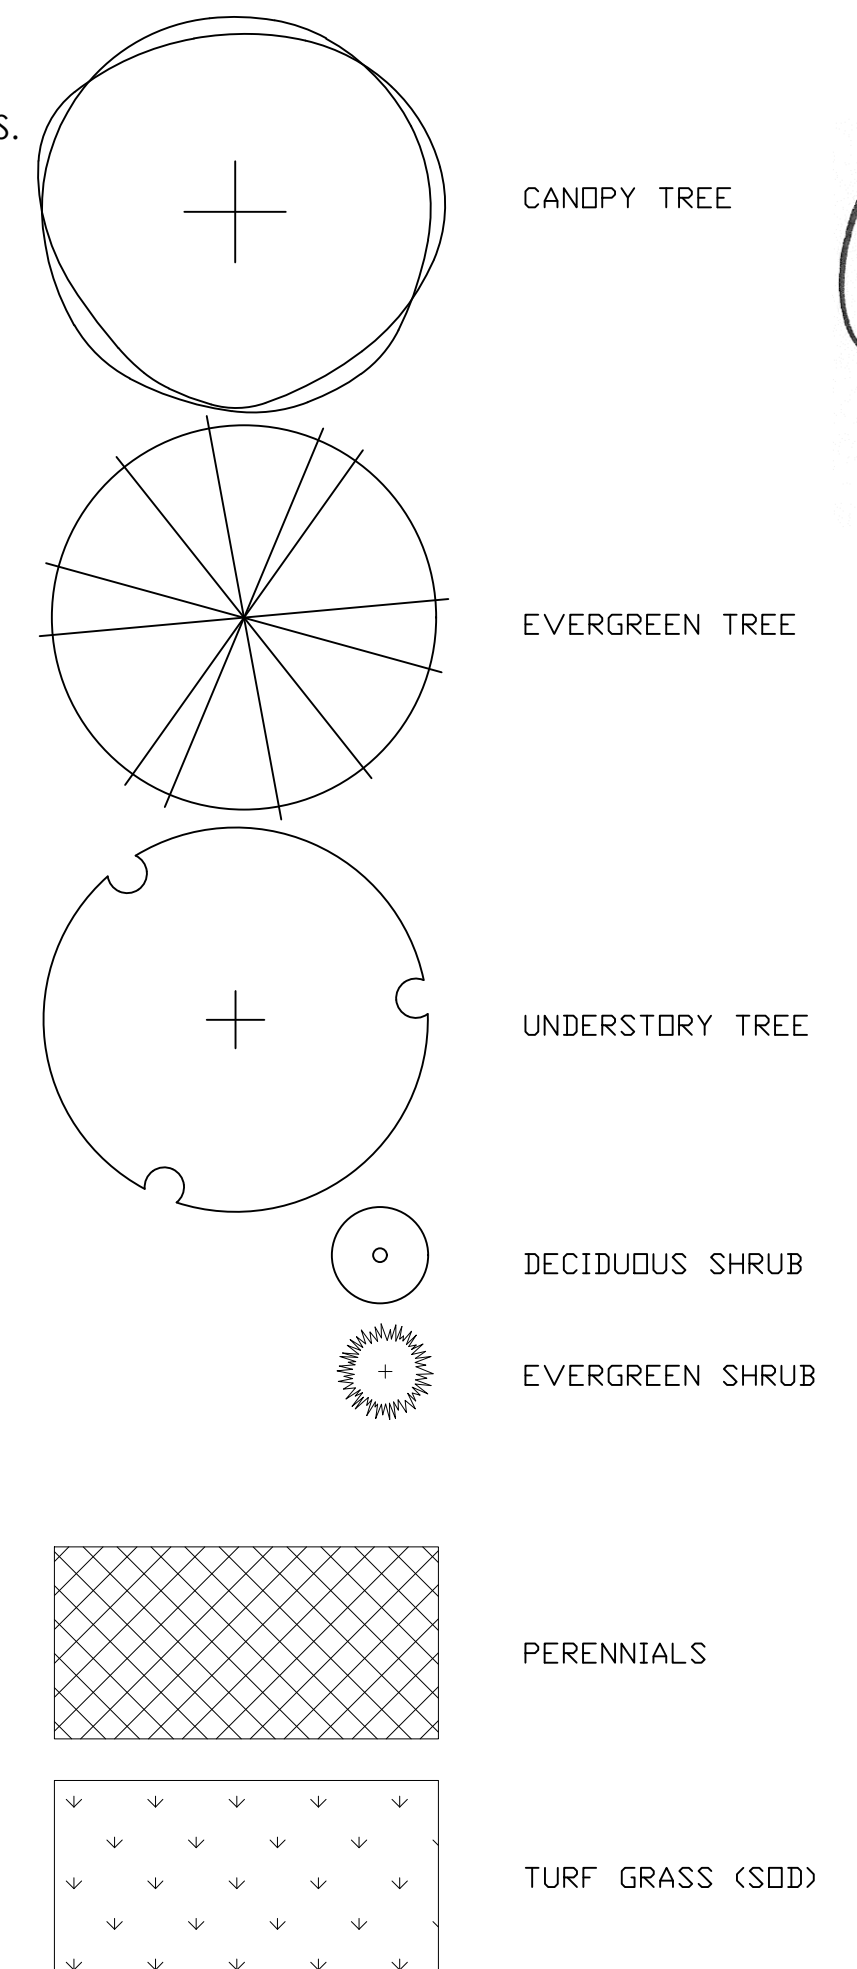 S.
CANOPY TREE
EVERGREEN TREE
UNDERSTORY TREE
DECIDUOUS SHRUB
EVERGREEN SHRUB
PERENNIALS
TURF GRASS (SOD)